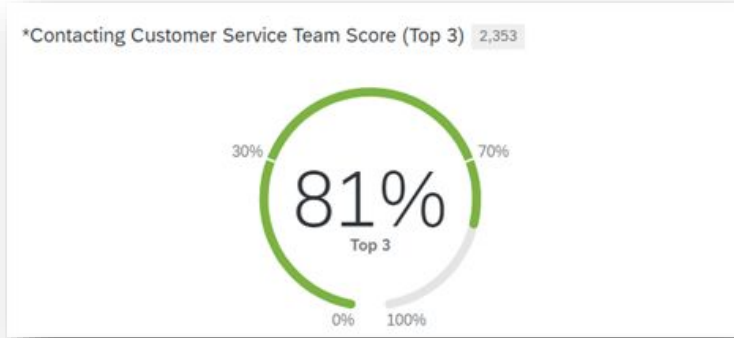 *Contacting Customer Service Team Score (Top 3) 2,353
30% 70%
81%
Top 3
0% 100%